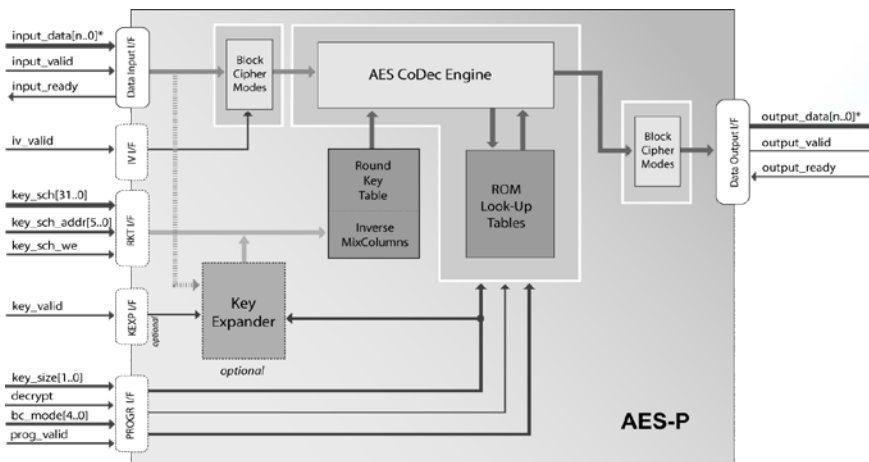 input_data[n..0]*
input_valid
input_ready
Data Input I/F
Block
Cipher
Modes
AES CoDec Engine
Block
Cipher
Modes
output_data[n..0]*
output_valid
output_ready
Data Output I/F
iv_valid
IV I/F
Round
Key
Table
Inverse
MixColumns
ROM
Look-Up
Tables
key_sch[31..0]
key_sch_addr[5..0]
key_sch_we
RKT I/F
key_valid
KEXP I/F
optional
Key
Expander
optional
key_size[1..0]
decrypt
bc_mode[4..0]
prog_valid
PROGR I/F
AES-P